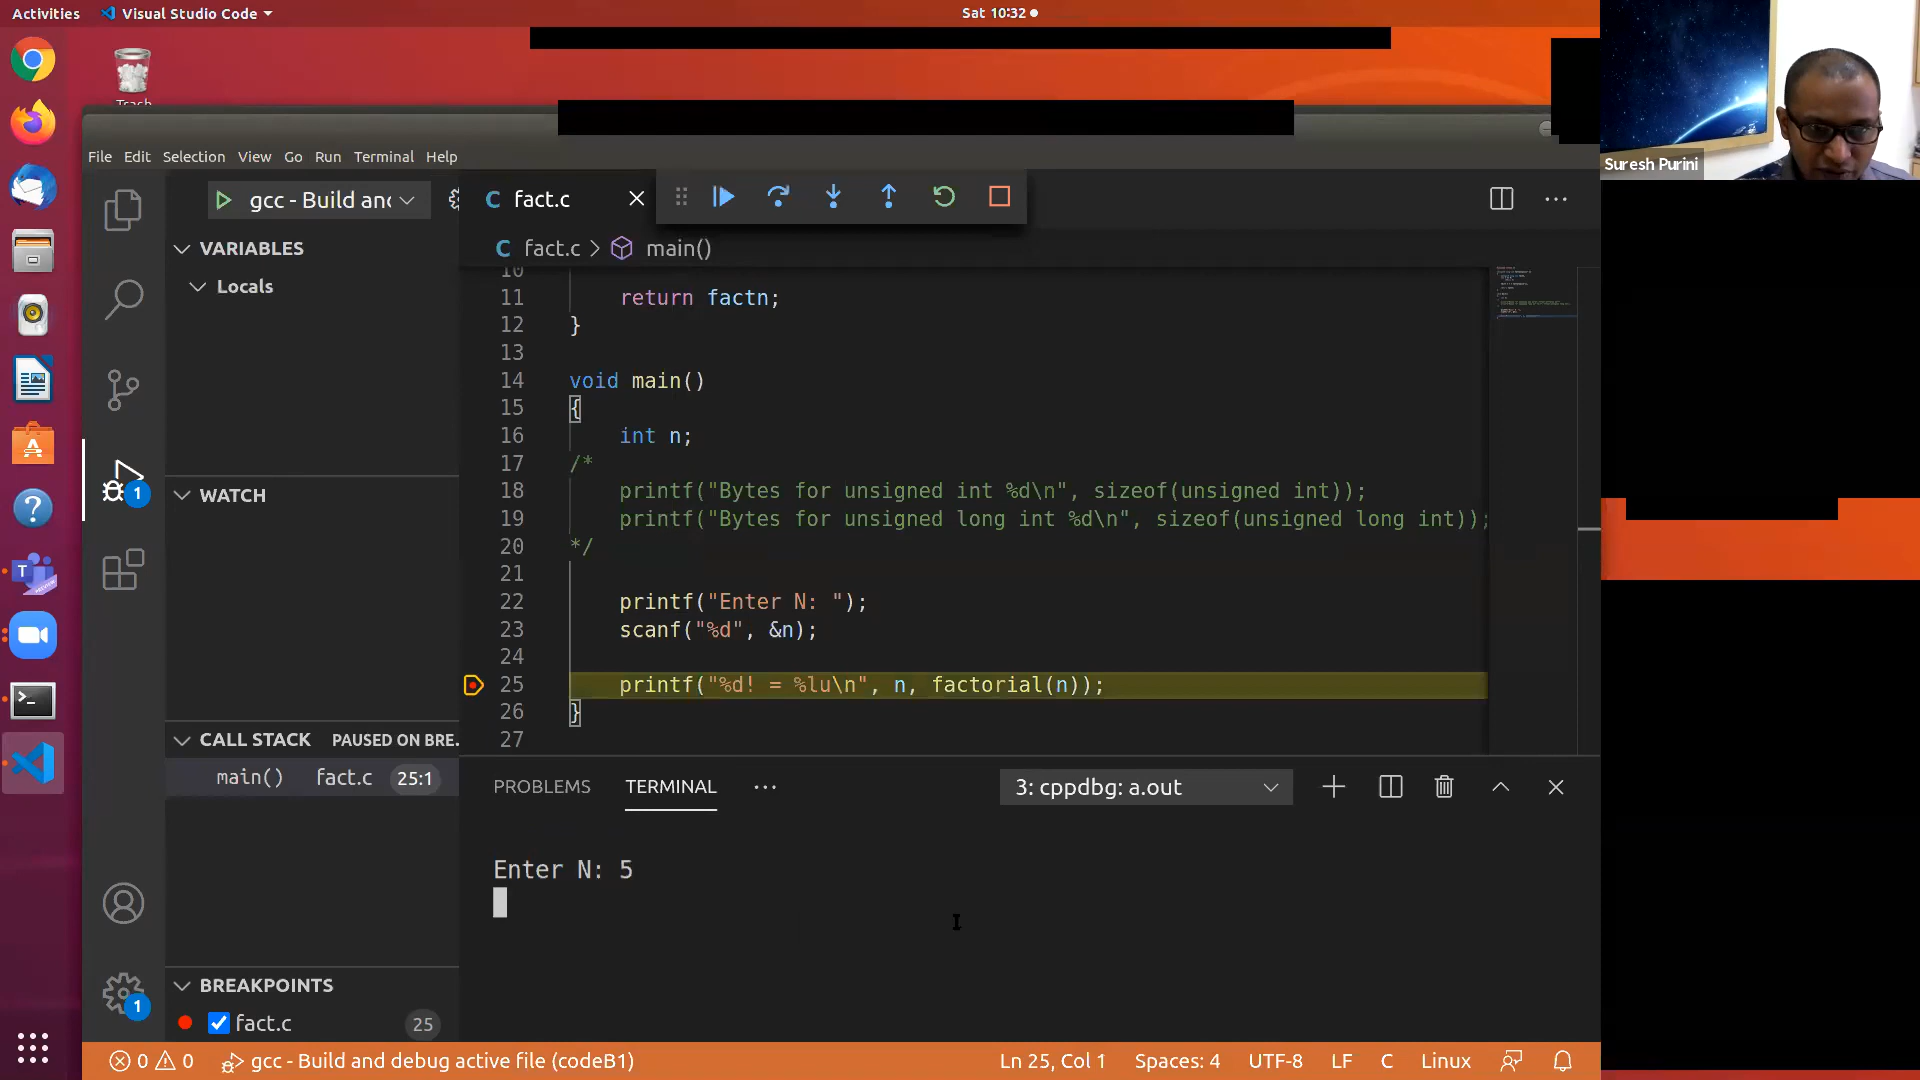 Activities
Visual Studio Code
Sat 10:32
Trash
Suresh Purini
File Edit Selection View Go Run Terminal Help
gcc - Build and
C fact.c
C fact.c > main()
VARIABLES
Locals
WATCH
CALL STACK PAUSED ON BRE...
main() fact.c 25:1
BREAKPOINTS
fact.c 25
1
1
10
11 return factn;
12 }
13
14 void main()
15 {
16 int n;
17 /*
18 printf("Bytes for unsigned int %d\n", sizeof(unsigned int));
19 printf("Bytes for unsigned long int %d\n", sizeof(unsigned long int));
20 */
21
22 printf("Enter N: ");
23 scanf("%d", &n);
24
25 printf("%d! = %lu\n", n, factorial(n));
26 }
27
PROBLEMS TERMINAL ···
3: cppdbg: a.out
Enter N: 5
0 0 gcc - Build and debug active file (codeB1)
Ln 25, Col 1 Spaces: 4 UTF-8 LF C Linux